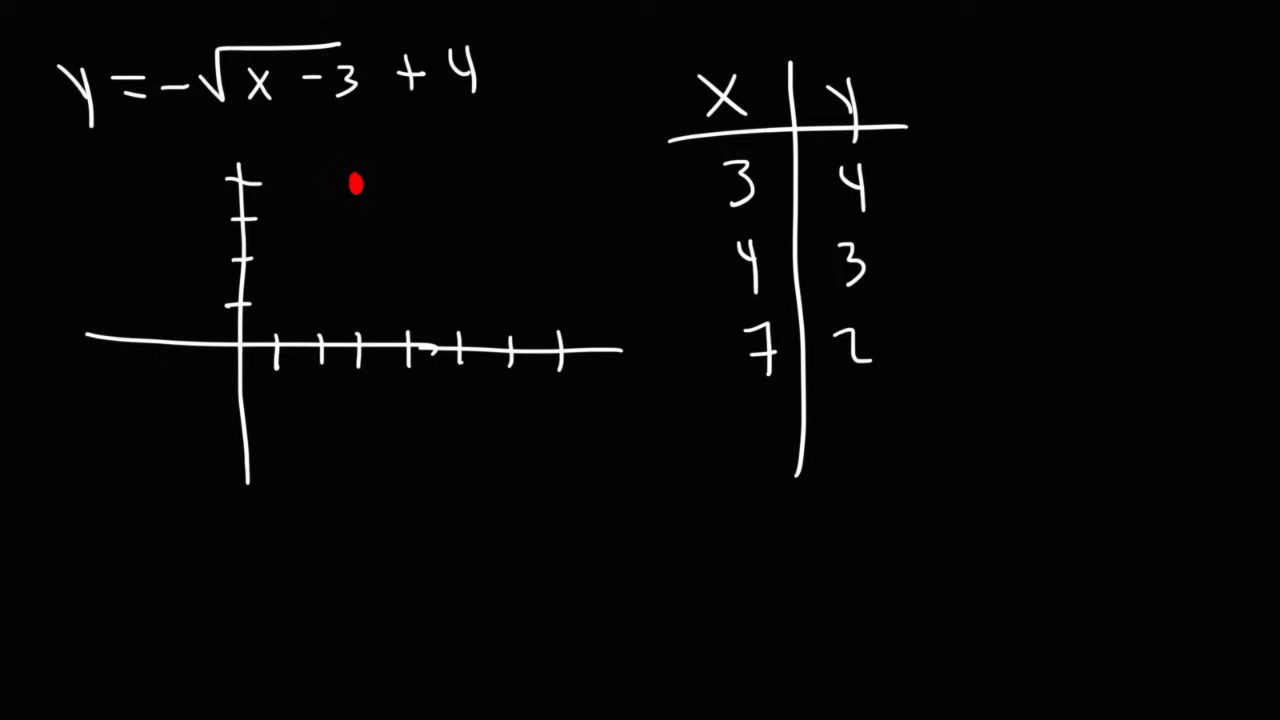 y = -√(x - 3) + 4
x y
3 4
4 3
7 2